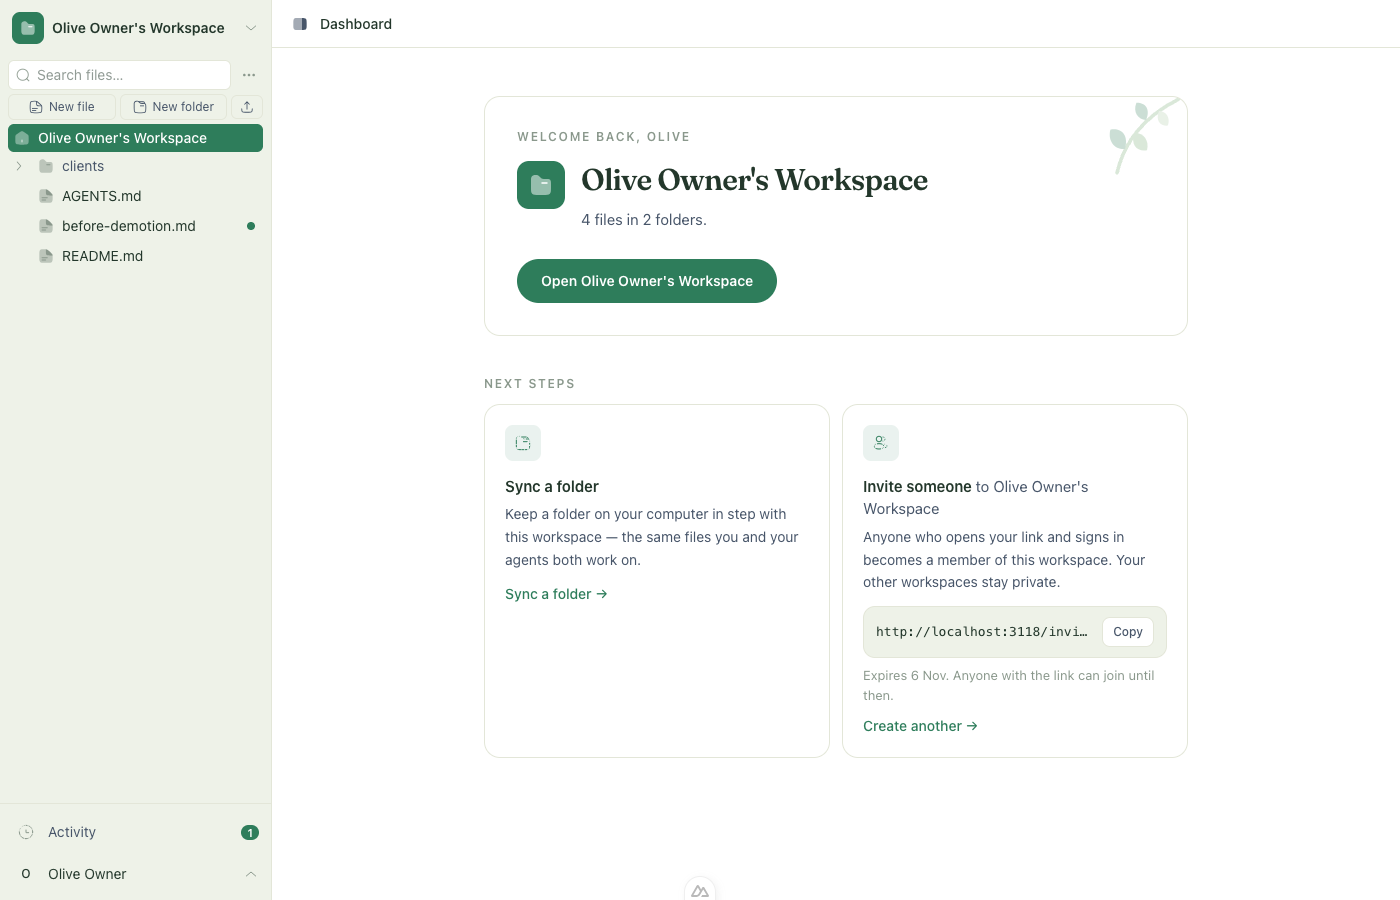 Olive Owner's Workspace
Search files...
New file
New folder
Olive Owner's Workspace
clients
AGENTS.md
before-demotion.md
README.md
Activity
1
O
Olive Owner
Dashboard
WELCOME BACK, OLIVE
Olive Owner's Workspace
4 files in 2 folders.
Open Olive Owner's Workspace
NEXT STEPS
Sync a folder
Keep a folder on your computer in step with
this workspace — the same files you and your
agents both work on.
Sync a folder →
Invite someone to Olive Owner's
Workspace
Anyone who opens your link and signs in
becomes a member of this workspace. Your
other workspaces stay private.
http://localhost:3118/invi…
Copy
Expires 6 Nov. Anyone with the link can join until
then.
Create another →